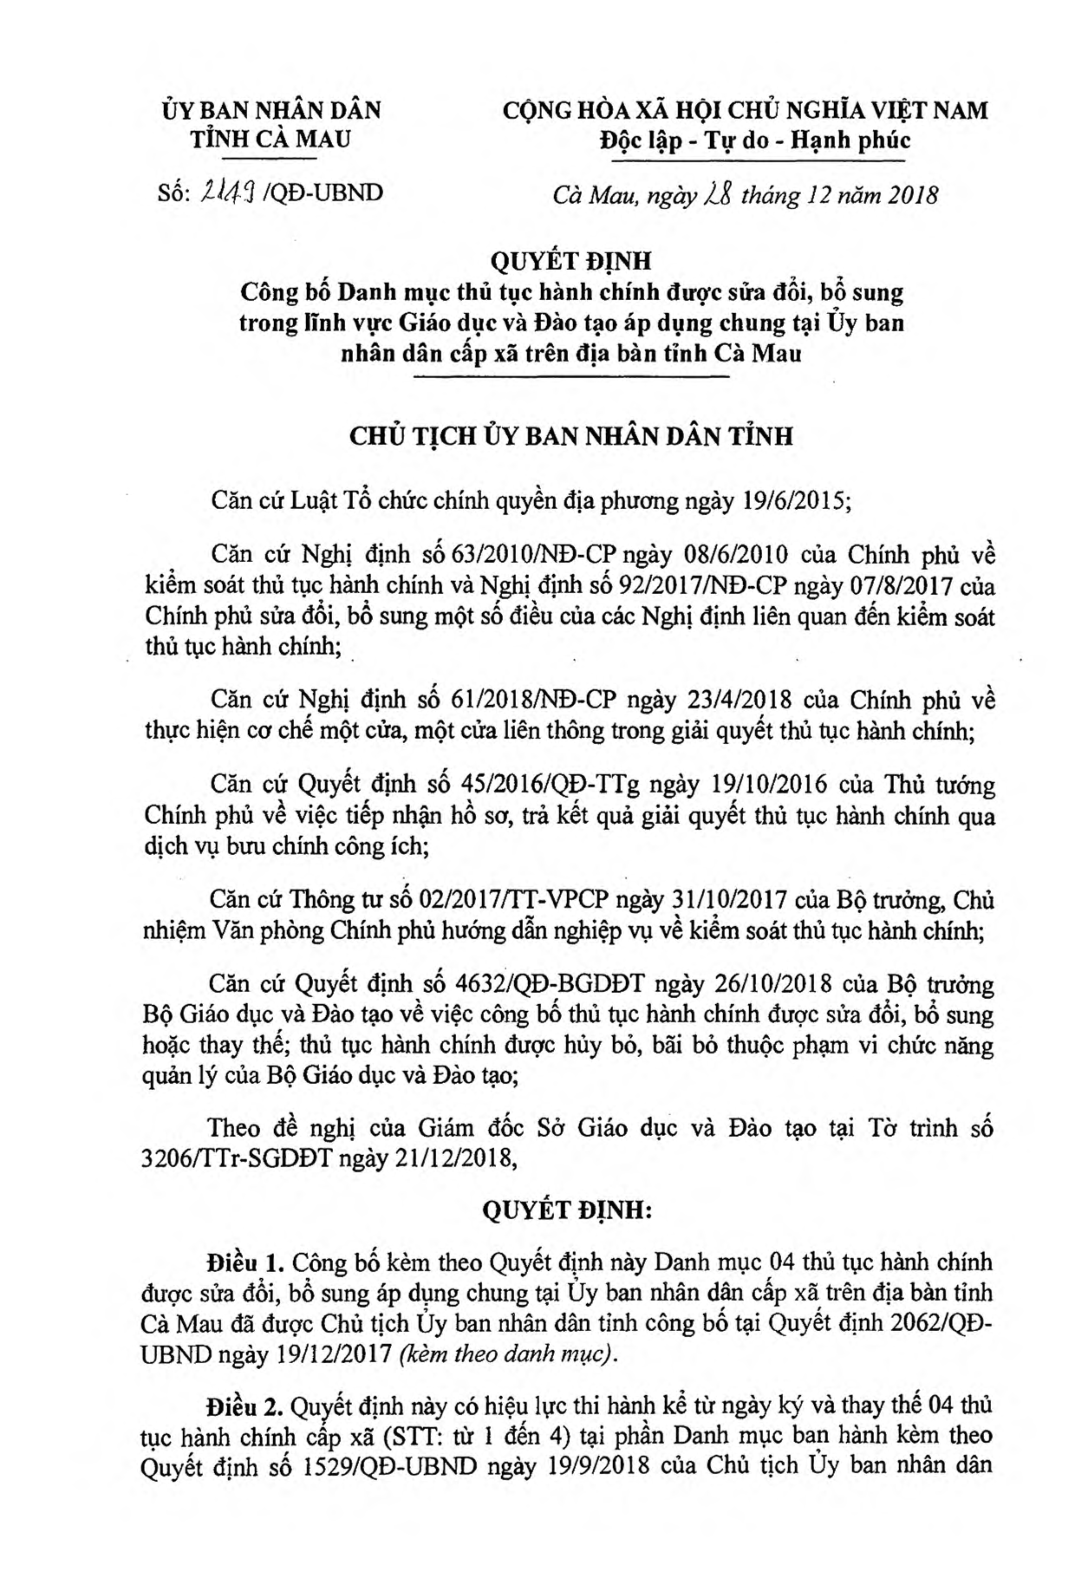 ỦY BAN NHÂN DÂN
TỈNH CÀ MAU
CỘNG HÒA XÃ HỘI CHỦ NGHĨA VIỆT NAM
Độc lập - Tự do - Hạnh phúc
Số: 2149 /QĐ-UBND
Cà Mau, ngày 28 tháng 12 năm 2018
QUYẾT ĐỊNH
Công bố Danh mục thủ tục hành chính được sửa đổi, bổ sung
trong lĩnh vực Giáo dục và Đào tạo áp dụng chung tại Ủy ban
nhân dân cấp xã trên địa bàn tỉnh Cà Mau
CHỦ TỊCH ỦY BAN NHÂN DÂN TỈNH
Căn cứ Luật Tổ chức chính quyền địa phương ngày 19/6/2015;
Căn cứ Nghị định số 63/2010/NĐ-CP ngày 08/6/2010 của Chính phủ về
kiểm soát thủ tục hành chính và Nghị định số 92/2017/NĐ-CP ngày 07/8/2017 của
Chính phủ sửa đổi, bổ sung một số điều của các Nghị định liên quan đến kiểm soát
thủ tục hành chính;
Căn cứ Nghị định số 61/2018/NĐ-CP ngày 23/4/2018 của Chính phủ về
thực hiện cơ chế một cửa, một cửa liên thông trong giải quyết thủ tục hành chính;
Căn cứ Quyết định số 45/2016/QĐ-TTg ngày 19/10/2016 của Thủ tướng
Chính phủ về việc tiếp nhận hồ sơ, trả kết quả giải quyết thủ tục hành chính qua
dịch vụ bưu chính công ích;
Căn cứ Thông tư số 02/2017/TT-VPCP ngày 31/10/2017 của Bộ trưởng, Chủ
nhiệm Văn phòng Chính phủ hướng dẫn nghiệp vụ về kiểm soát thủ tục hành chính;
Căn cứ Quyết định số 4632/QĐ-BGDĐT ngày 26/10/2018 của Bộ trưởng
Bộ Giáo dục và Đào tạo về việc công bố thủ tục hành chính được sửa đổi, bổ sung
hoặc thay thế; thủ tục hành chính được hủy bỏ, bãi bỏ thuộc phạm vi chức năng
quản lý của Bộ Giáo dục và Đào tạo;
Theo đề nghị của Giám đốc Sở Giáo dục và Đào tạo tại Tờ trình số
3206/TTr-SGDĐT ngày 21/12/2018,
QUYẾT ĐỊNH:
Điều 1. Công bố kèm theo Quyết định này Danh mục 04 thủ tục hành chính
được sửa đổi, bổ sung áp dụng chung tại Ủy ban nhân dân cấp xã trên địa bàn tỉnh
Cà Mau đã được Chủ tịch Ủy ban nhân dân tỉnh công bố tại Quyết định 2062/QĐ-
UBND ngày 19/12/2017 (kèm theo danh mục).
Điều 2. Quyết định này có hiệu lực thi hành kể từ ngày ký và thay thế 04 thủ
tục hành chính cấp xã (STT: từ 1 đến 4) tại phần Danh mục ban hành kèm theo
Quyết định số 1529/QĐ-UBND ngày 19/9/2018 của Chủ tịch Ủy ban nhân dân